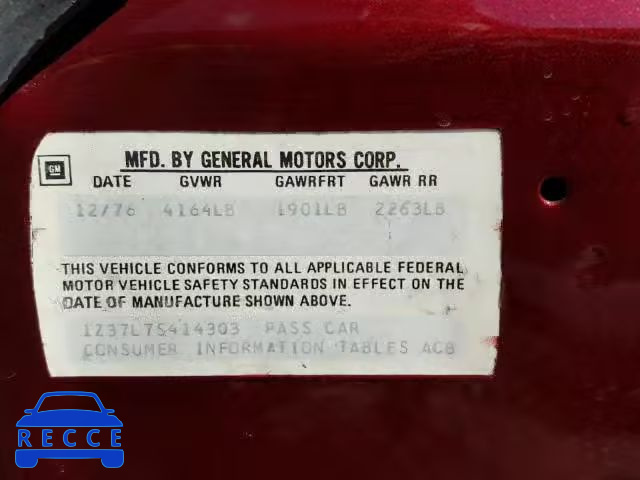 MFD. BY GENERAL MOTORS CORP.
GM
DATE GVWR GAWRFRT GAWR RR
12/76 4164LB 1901LB 2263LB
THIS VEHICLE CONFORMS TO ALL APPLICABLE FEDERAL
MOTOR VEHICLE SAFETY STANDARDS IN EFFECT ON THE
DATE OF MANUFACTURE SHOWN ABOVE.
1Z37L7S414303 PASS CAR
CONSUMER INFORMATION TABLES ACB
RECCE